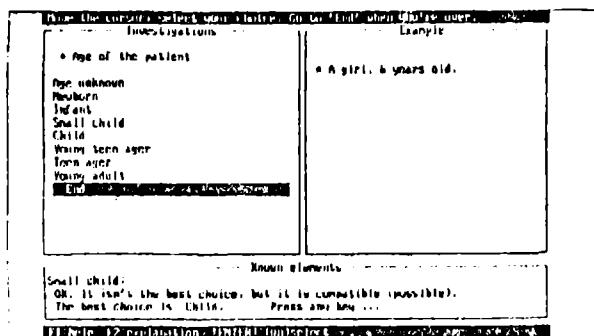 Move the cursor, select your choice. Go to "End" when you're over.
Investigations
Example
* Age of the patient
* A girl, 6 years old.
Age unknown
Newborn
Infant
Small child
Child
Young teen ager
Teen ager
Young adult
End
Known elements
Small child:
OK. It isn't the best choice, but it is compatible (possible).
The best choice is Child. Press any key ...
F1 Help